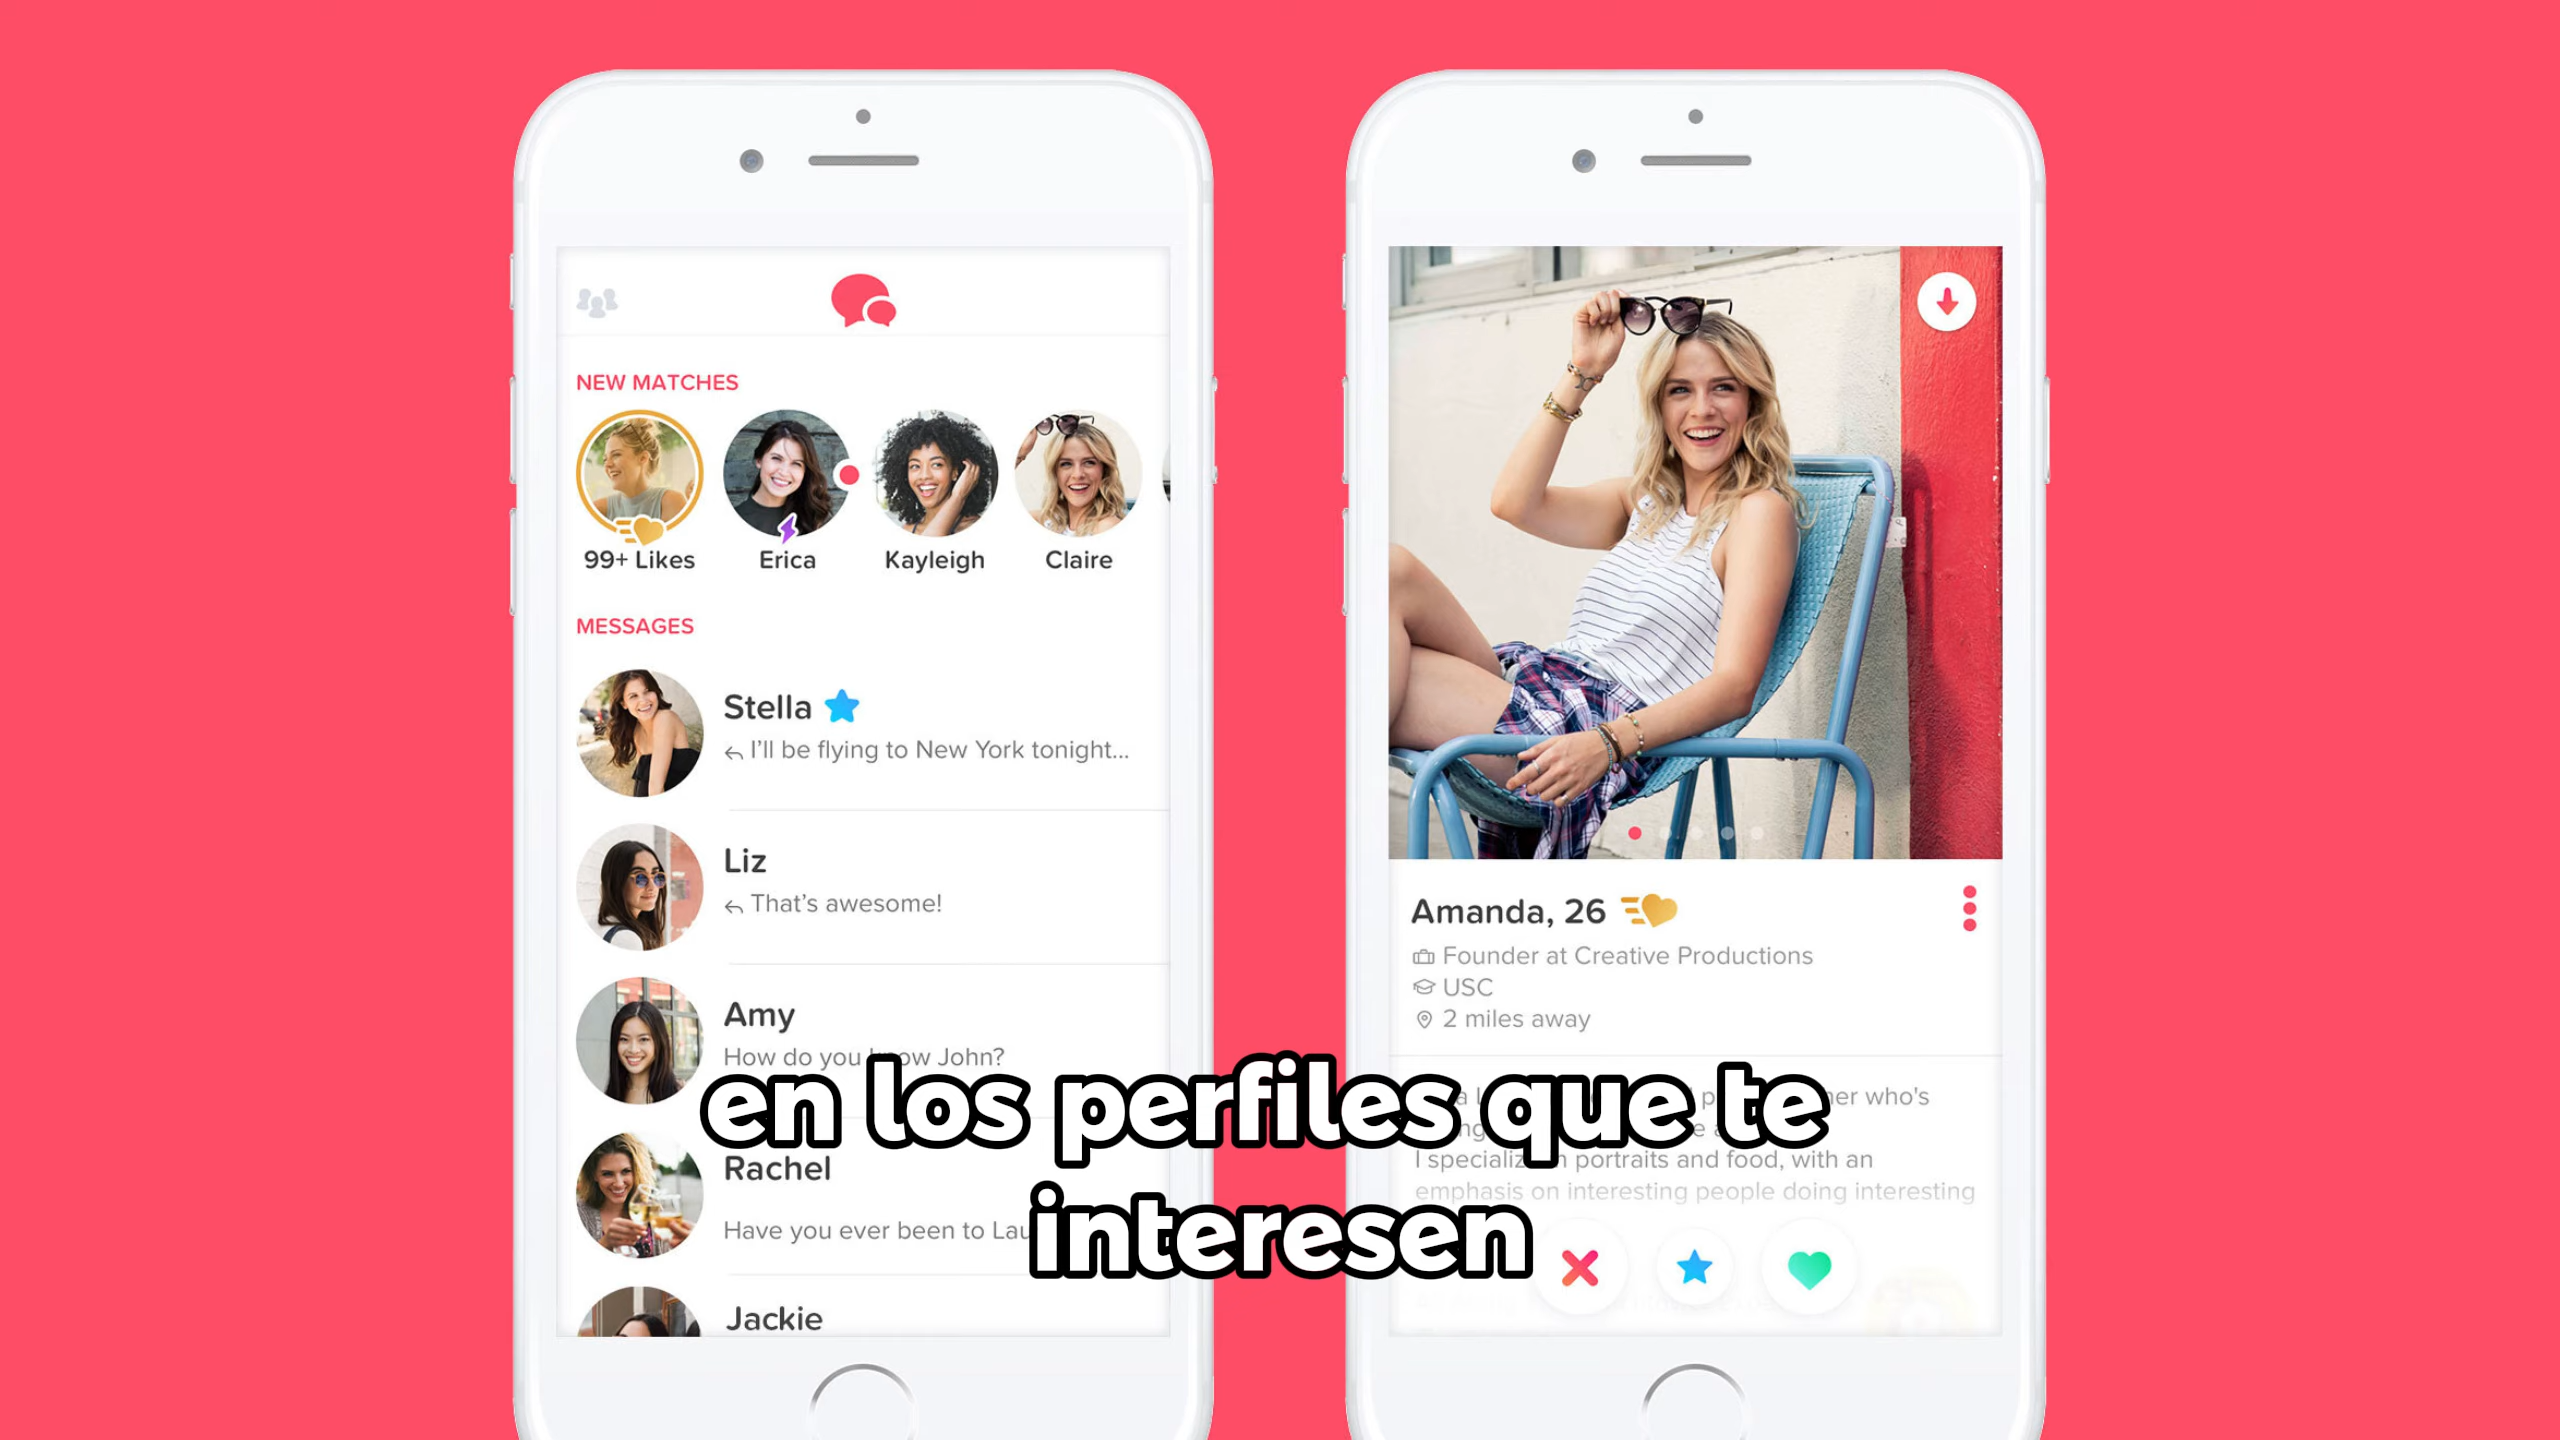 NEW MATCHES
99+ Likes
Erica
Kayleigh
Claire
MESSAGES
Stella
I'll be flying to New York tonight...
Liz
That's awesome!
Amy
How do you know John?
Rachel
Have you ever been to
Jackie
Amanda, 26
Founder at Creative Productions
USC
2 miles away
who's
I specialize in portraits and food, with an
emphasis on interesting people doing interesting
en los perfiles que te
interesen